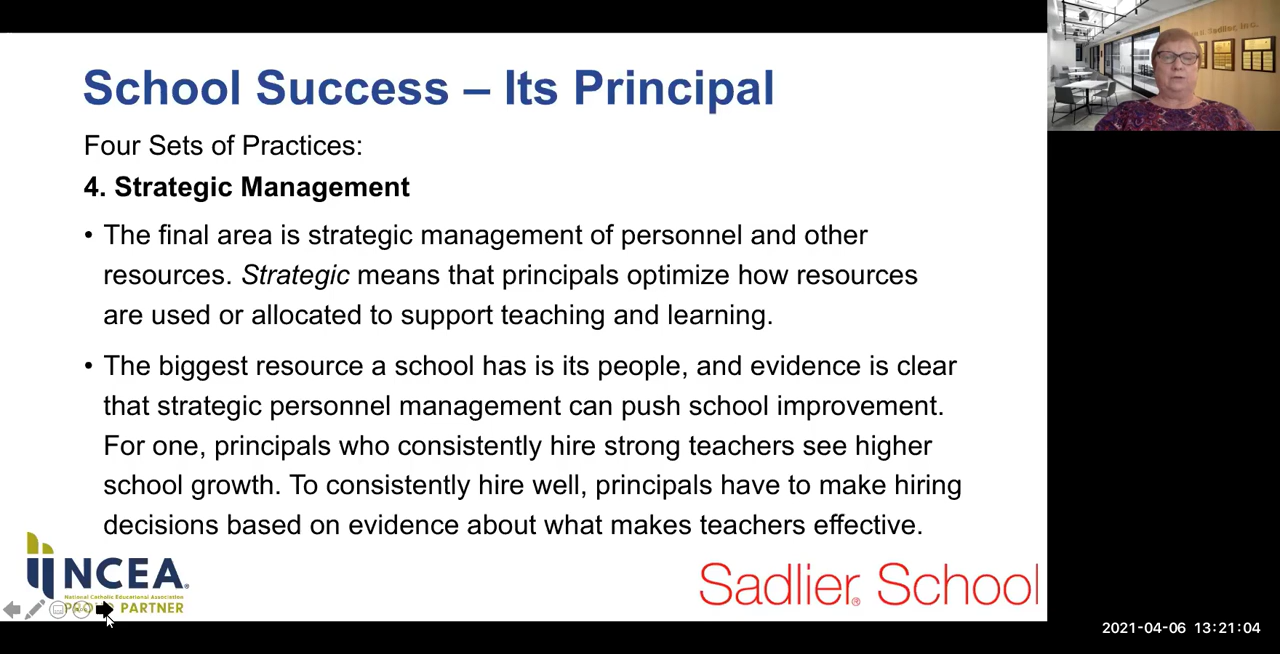 School Success – Its Principal
Four Sets of Practices:
4. Strategic Management
• The final area is strategic management of personnel and other
resources. Strategic means that principals optimize how resources
are used or allocated to support teaching and learning.
• The biggest resource a school has is its people, and evidence is clear
that strategic personnel management can push school improvement.
For one, principals who consistently hire strong teachers see higher
school growth. To consistently hire well, principals have to make hiring
decisions based on evidence about what makes teachers effective.
NCEA®
National Catholic Educational Association
PARTNER
Sadlier® School
Sadlier, Inc.
2021-04-06 13:21:04